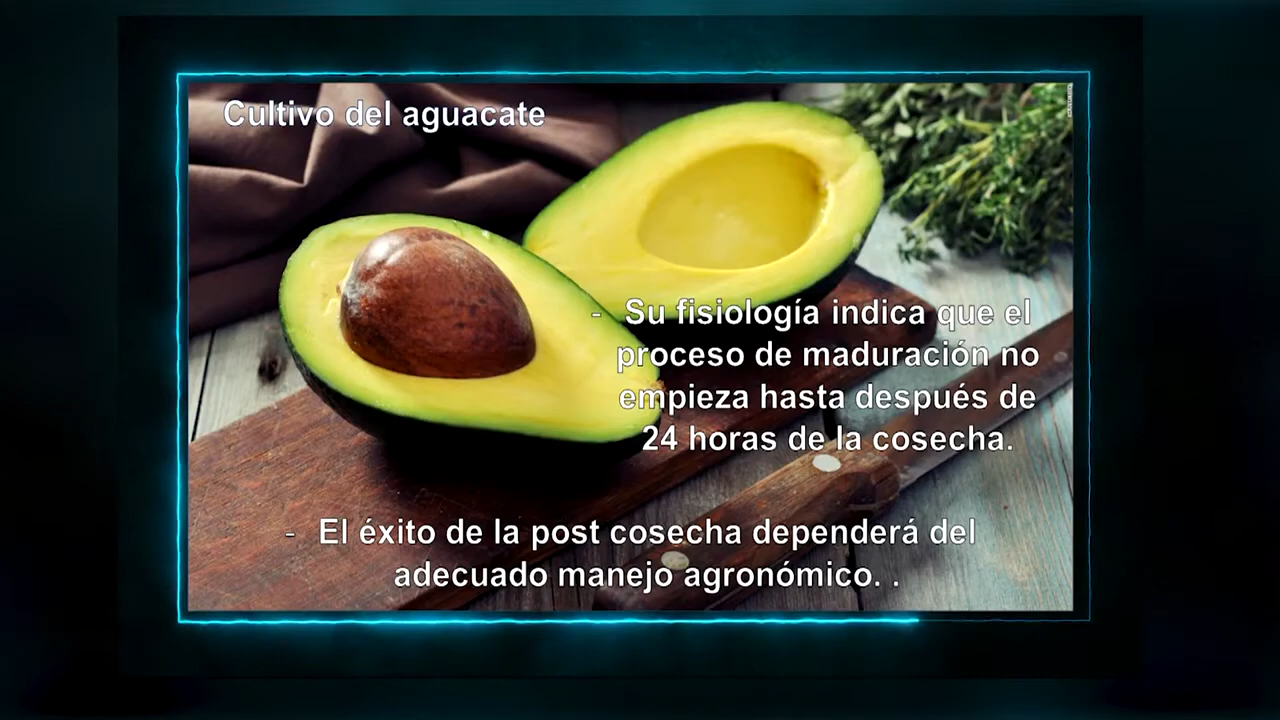 Cultivo del aguacate
- Su fisiología indica que el
proceso de maduración no
empieza hasta después de
24 horas de la cosecha.
- El éxito de la post cosecha dependerá del
adecuado manejo agronómico. .